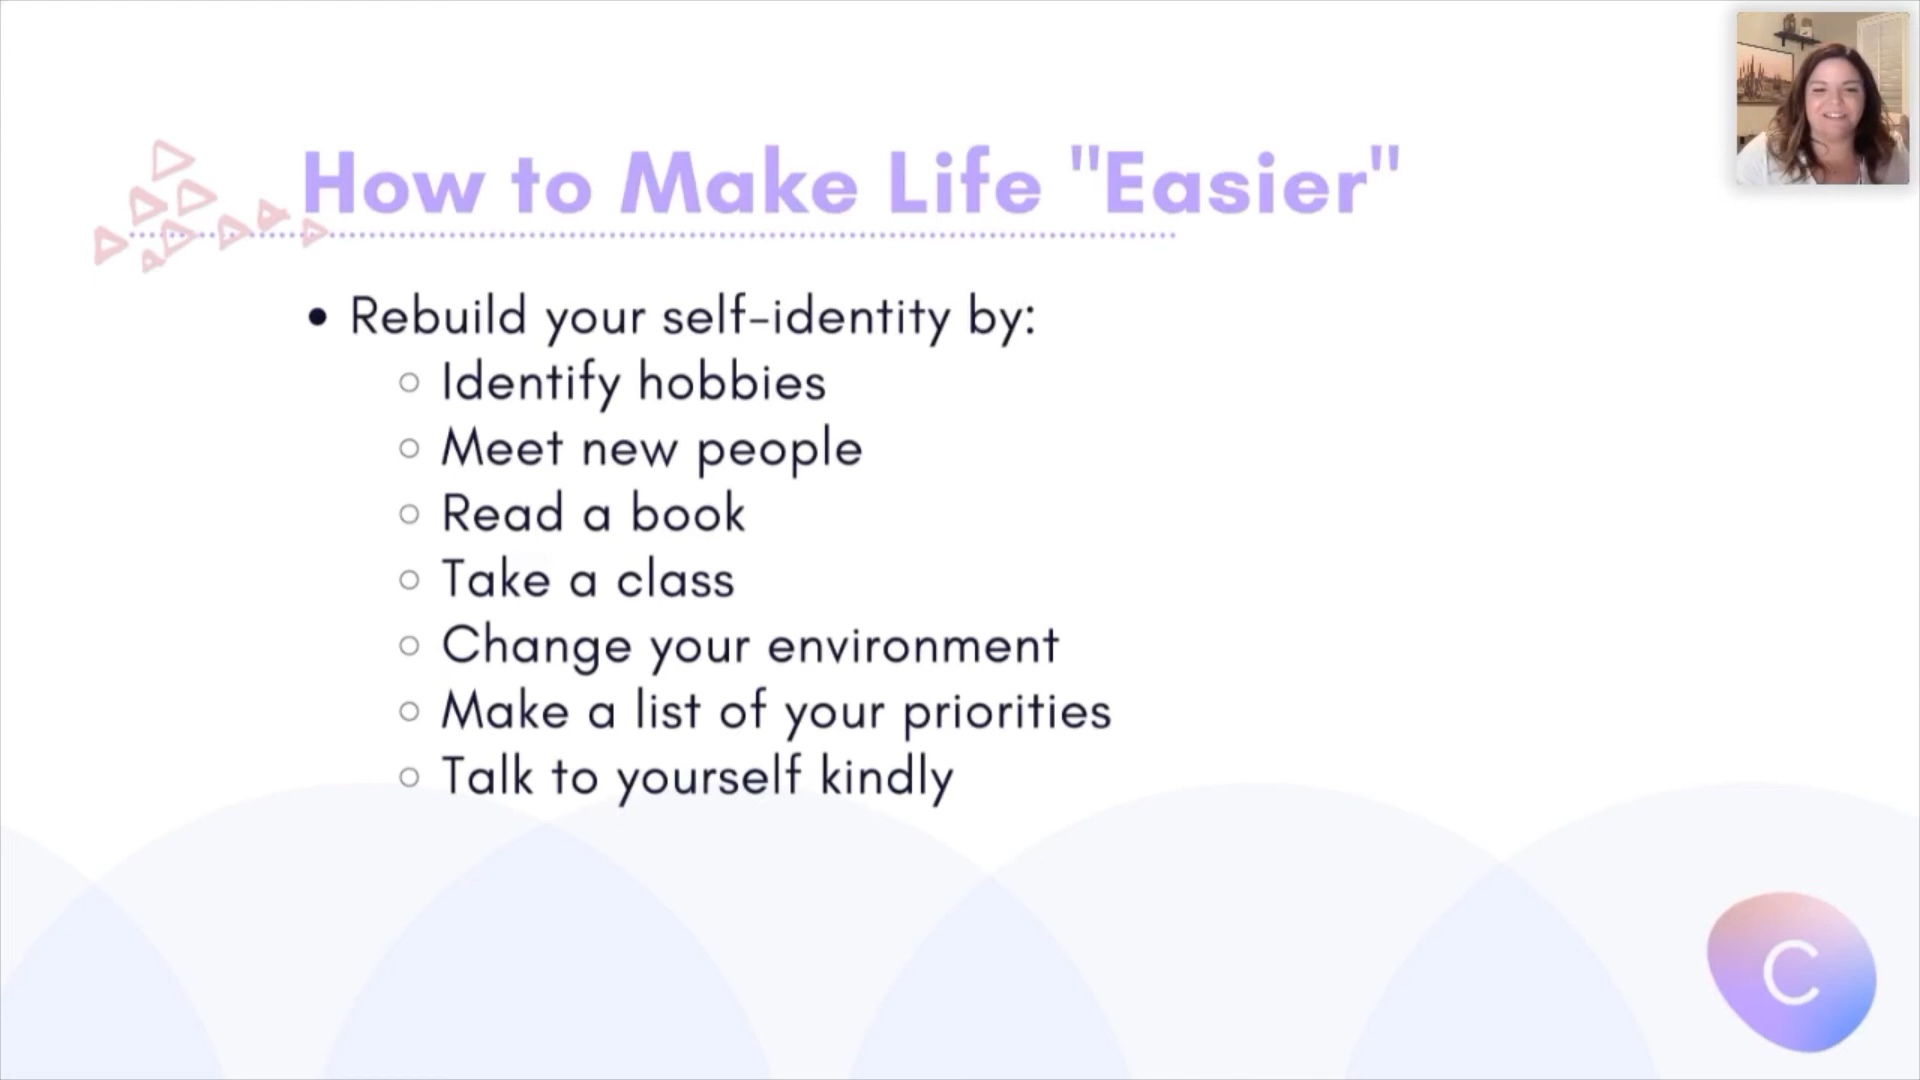 How to Make Life "Easier"
Rebuild your self-identity by:
Identify hobbies
Meet new people
Read a book
Take a class
Change your environment
Make a list of your priorities
Talk to yourself kindly
C